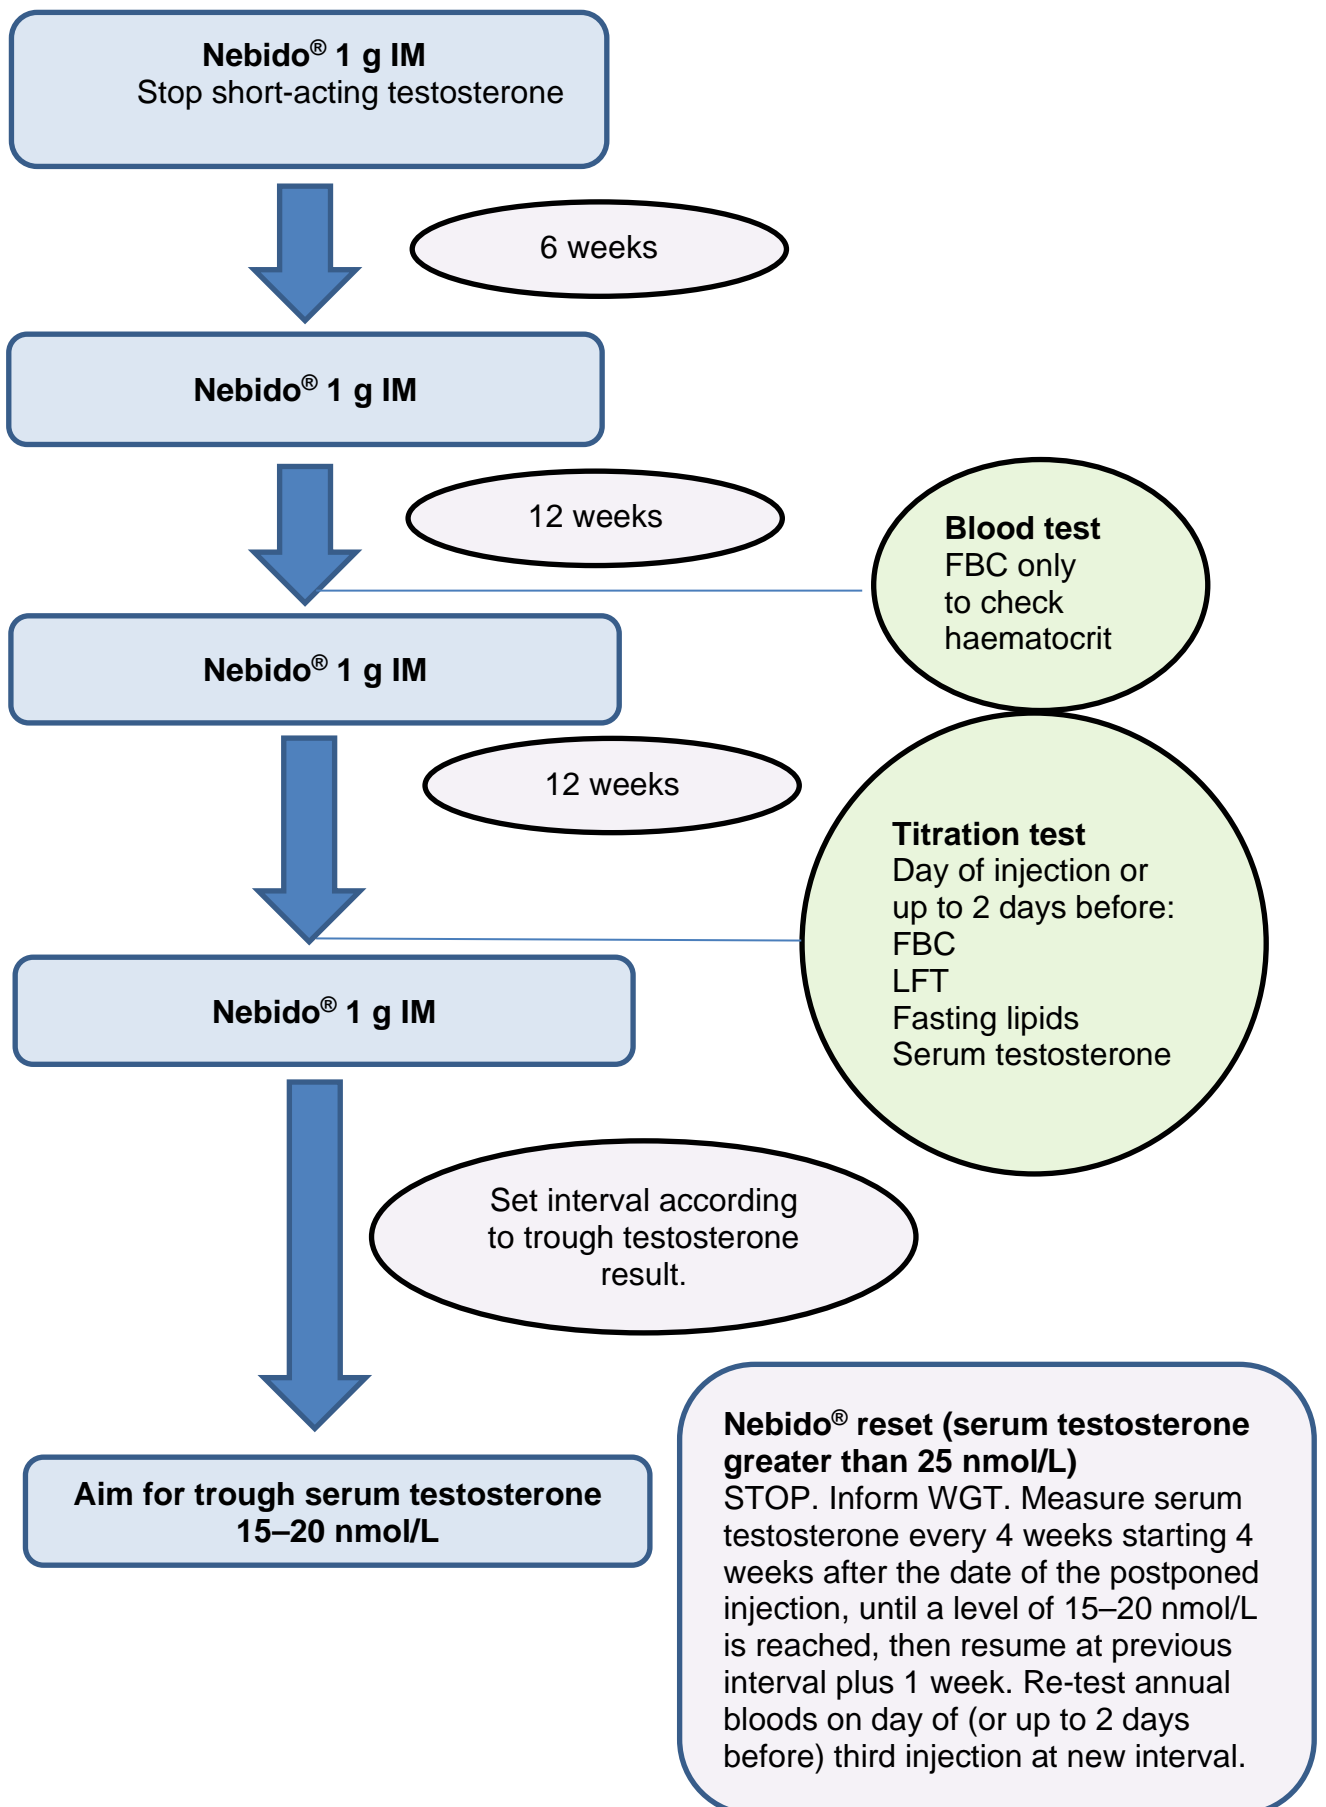 Nebido® 1 g IM
Stop short-acting testosterone
6 weeks
Nebido® 1 g IM
12 weeks
Blood test
FBC only
to check
haematocrit
Nebido® 1 g IM
12 weeks
Titration test
Day of injection or
up to 2 days before:
FBC
LFT
Fasting lipids
Serum testosterone
Nebido® 1 g IM
Set interval according
to trough testosterone
result.
Aim for trough serum testosterone
15–20 nmol/L
Nebido® reset (serum testosterone
greater than 25 nmol/L)
STOP. Inform WGT. Measure serum
testosterone every 4 weeks starting 4
weeks after the date of the postponed
injection, until a level of 15–20 nmol/L
is reached, then resume at previous
interval plus 1 week. Re-test annual
bloods on day of (or up to 2 days
before) third injection at new interval.